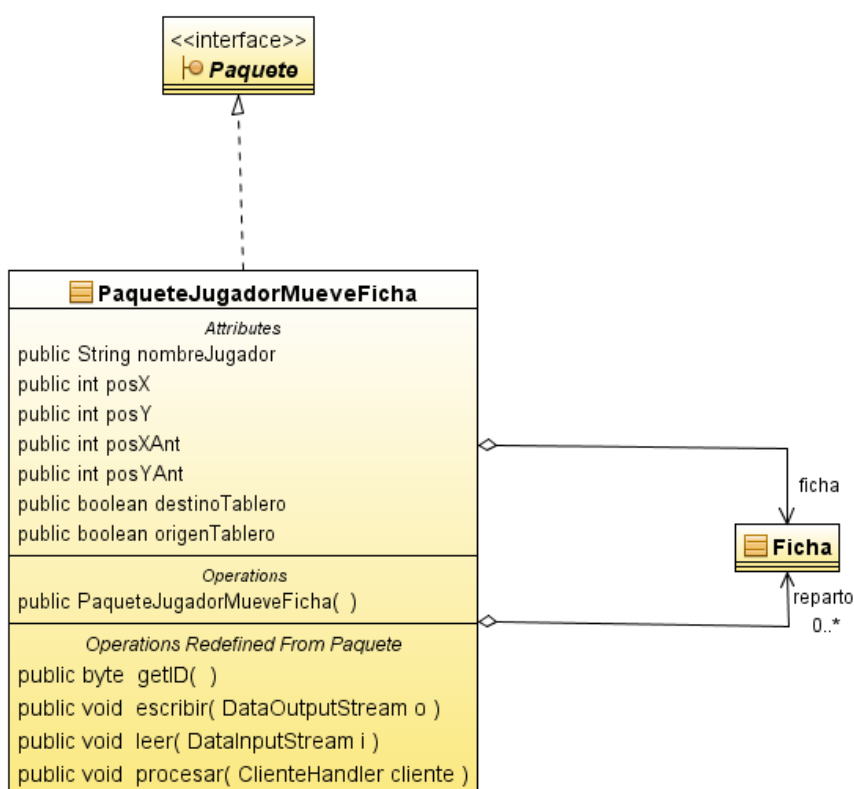 <<interface>>
Paquete
PaqueteJugadorMueveFicha
Attributes
public String nombreJugador
public int posX
public int posY
public int posXAnt
public int posYAnt
public boolean destinoTablero
public boolean origenTablero
ficha
Ficha
Operations
public PaqueteJugadorMueveFicha( )
reparto
0..*
Operations Redefined From Paquete
public byte getID( )
public void escribir( DataOutputStream o )
public void leer( DataInputStream i )
public void procesar( ClienteHandler cliente )